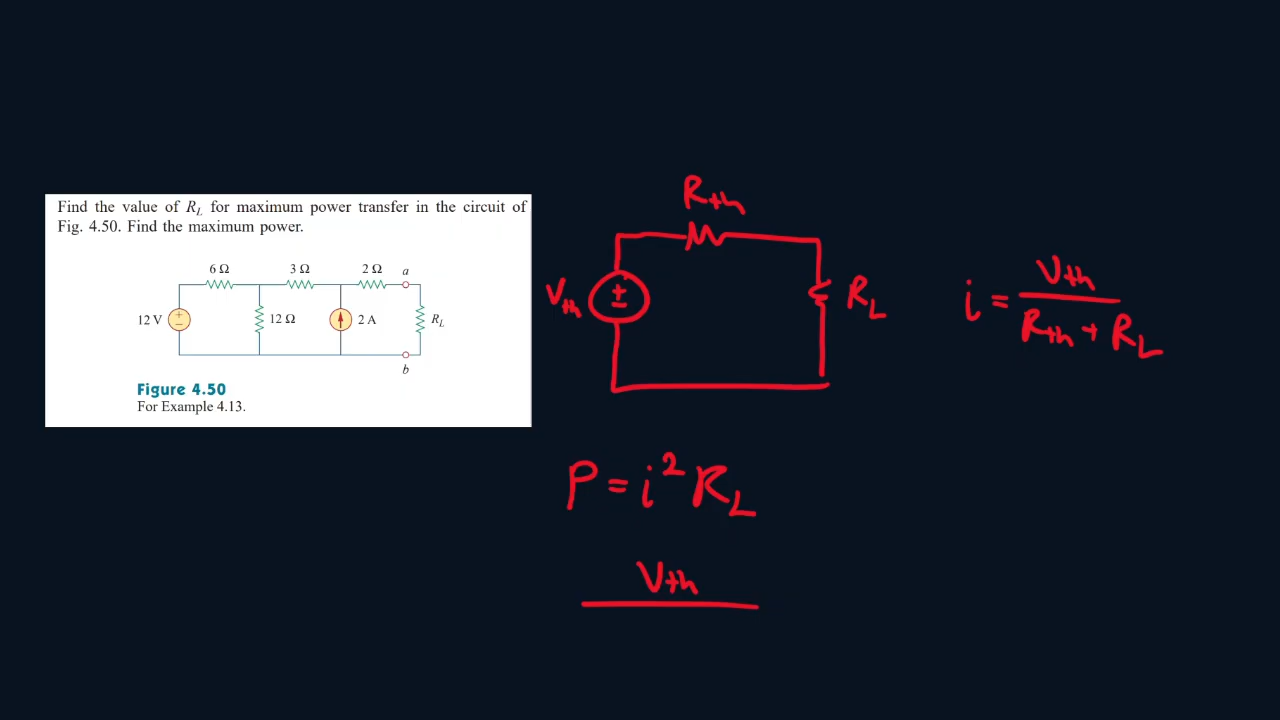 Find the value of R_L for maximum power transfer in the circuit of
Fig. 4.50. Find the maximum power.
6 Ω 3 Ω 2 Ω a
12 V + − 12 Ω 2 A R_L
b
Figure 4.50
For Example 4.13.
R_th
V_th ± R_L
i = V_th / (R_th + R_L)
P = i² R_L
V_th